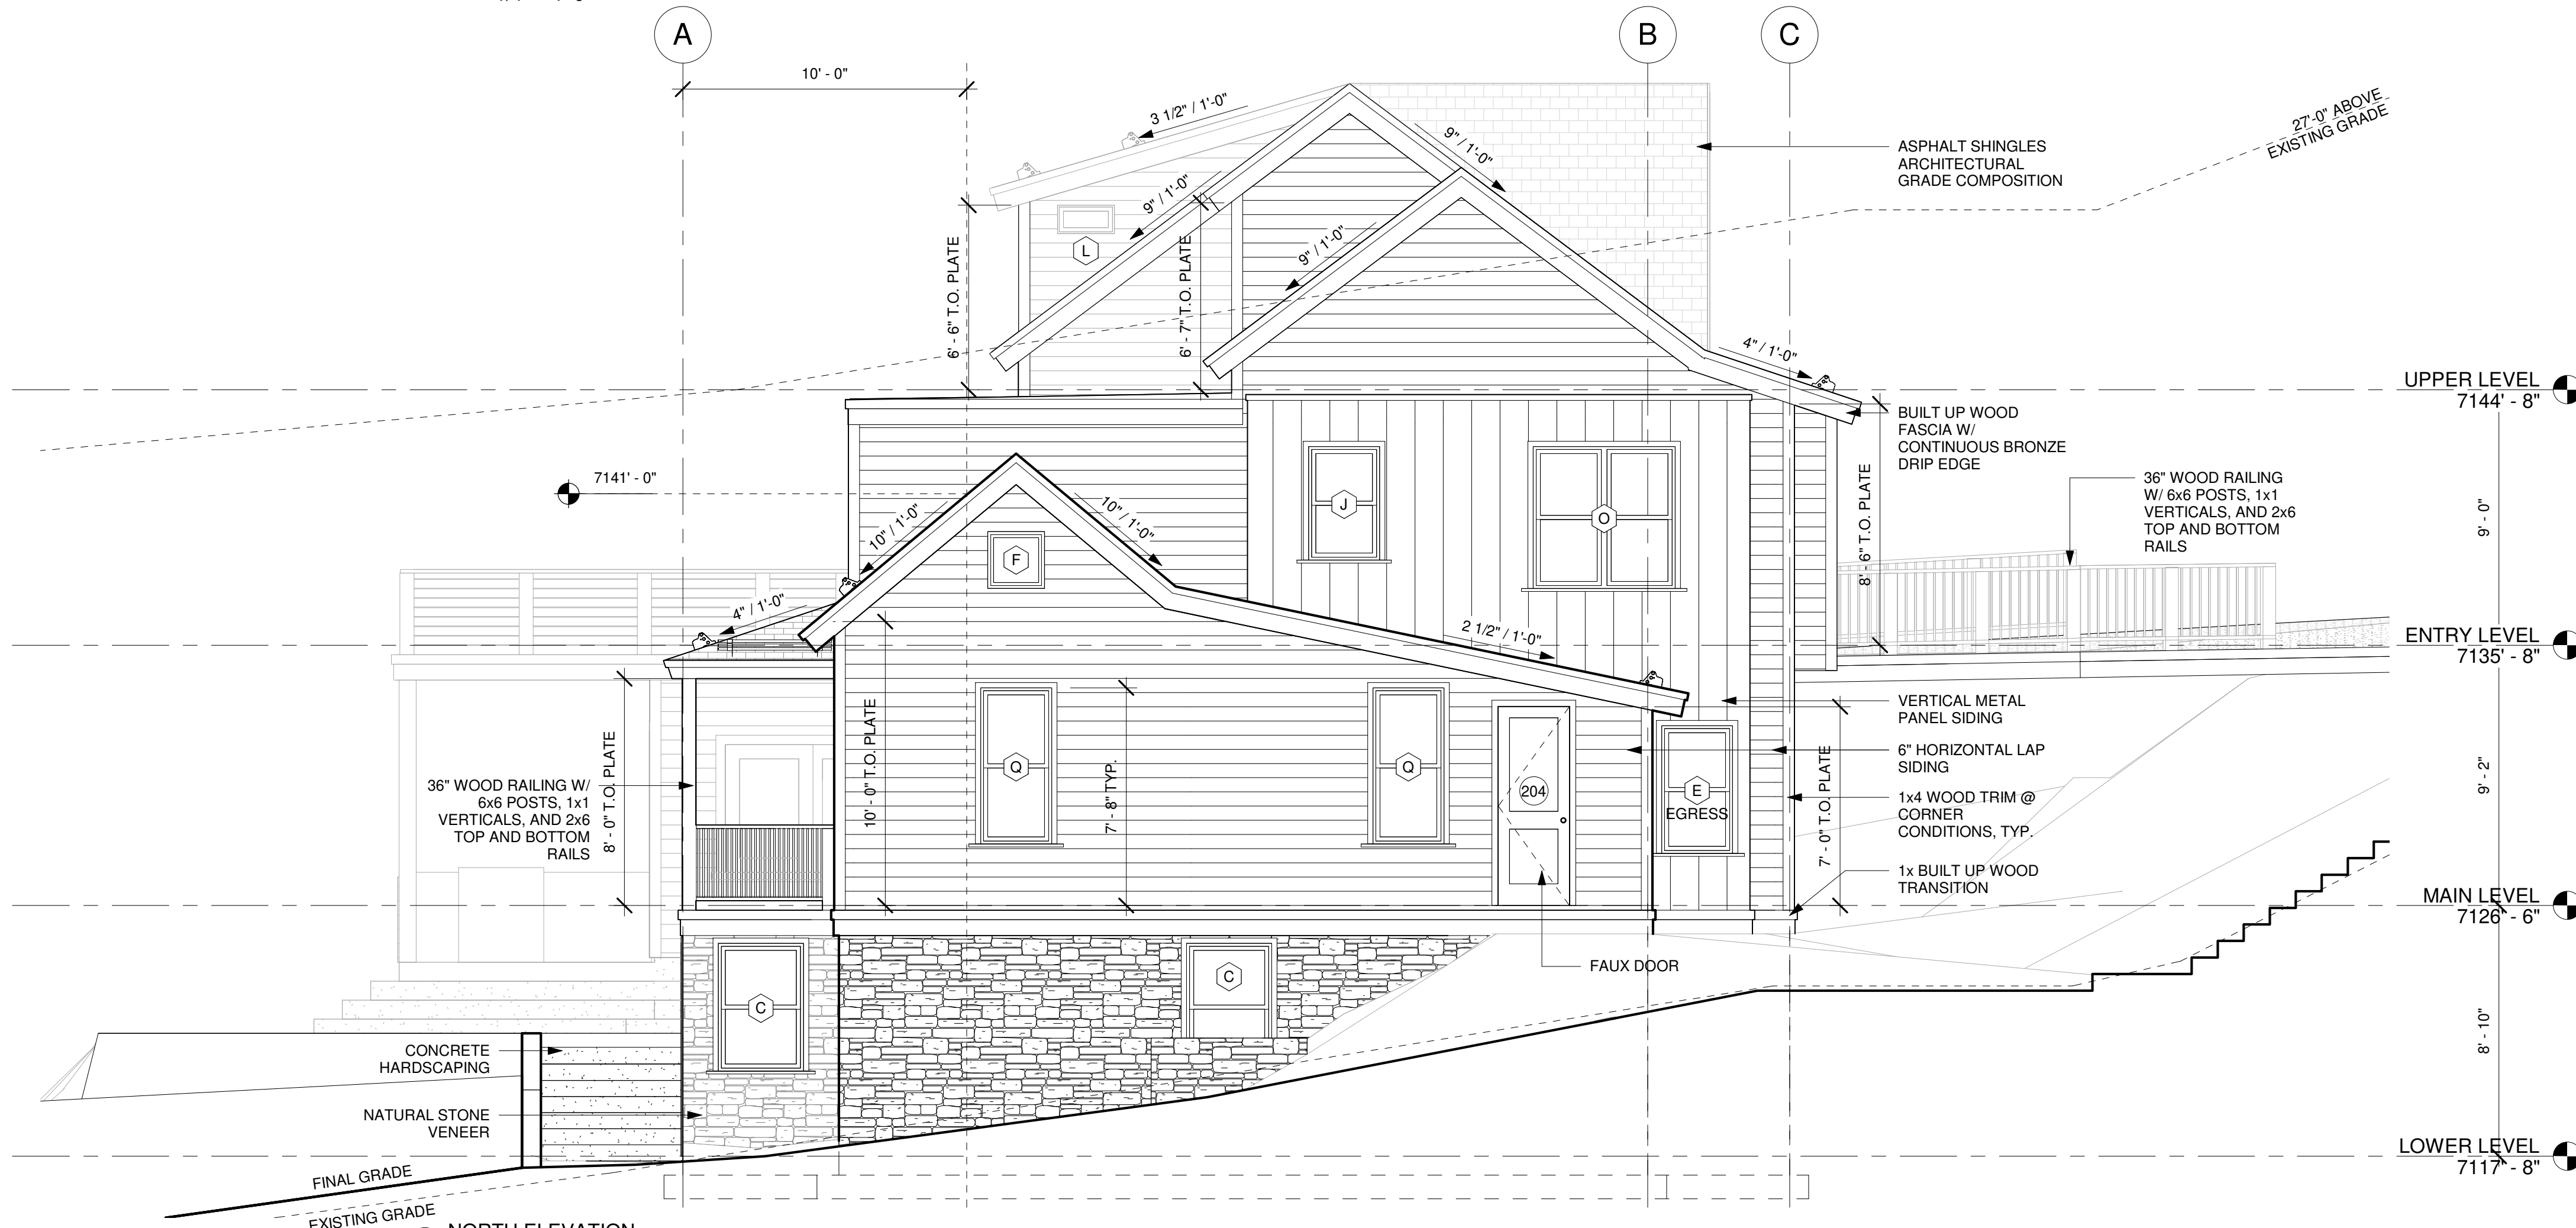 A
B
C
10' - 0"
3 1/2" / 1'-0"
9" / 1'-0"
27'-0" ABOVE
EXISTING GRADE
ASPHALT SHINGLES
ARCHITECTURAL
GRADE COMPOSITION
9" / 1'-0"
L
9" / 1'-0"
6' - 6" T.O. PLATE
6' - 7" T.O. PLATE
4" / 1'-0"
UPPER LEVEL
7144' - 8"
BUILT UP WOOD
FASCIA W/
CONTINUOUS BRONZE
DRIP EDGE
36" WOOD RAILING
W/ 6x6 POSTS, 1x1
VERTICALS, AND 2x6
TOP AND BOTTOM
RAILS
7141' - 0"
J
O
F
10" / 1'-0"
10" / 1'-0"
8' - 6" T.O. PLATE
9' - 0"
4" / 1'-0"
2 1/2" / 1'-0"
ENTRY LEVEL
7135' - 8"
VERTICAL METAL
PANEL SIDING
6" HORIZONTAL LAP
SIDING
1x4 WOOD TRIM @
CORNER
CONDITIONS, TYP.
1x BUILT UP WOOD
TRANSITION
36" WOOD RAILING W/
6x6 POSTS, 1x1
VERTICALS, AND 2x6
TOP AND BOTTOM
RAILS
8' - 0" T.O. PLATE
10' - 0" T.O. PLATE
Q
7' - 8" TYP.
Q
204
E
EGRESS
7' - 0" T.O. PLATE
9' - 2"
MAIN LEVEL
7126' - 6"
FAUX DOOR
C
C
8' - 10"
CONCRETE
HARDSCAPING
NATURAL STONE
VENEER
LOWER LEVEL
7117' - 8"
FINAL GRADE
EXISTING GRADE
NORTH ELEVATION